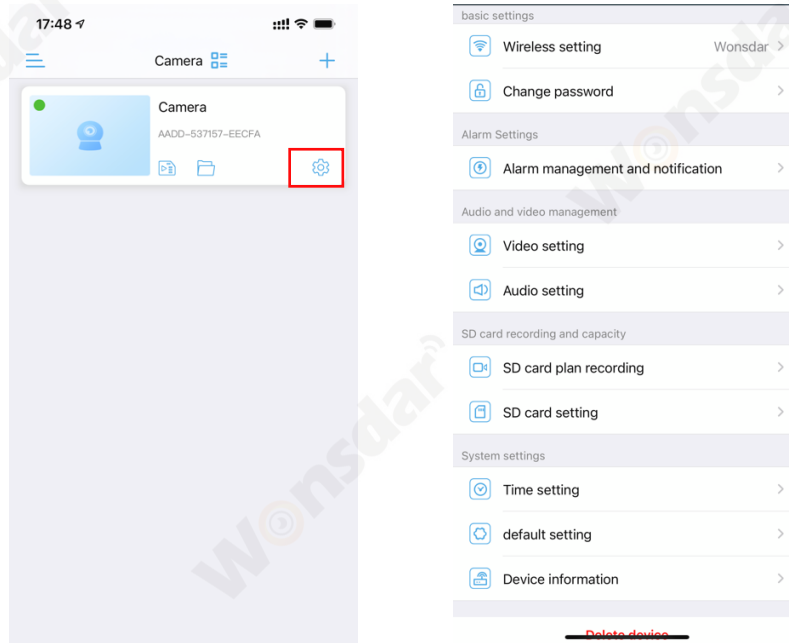 17:48
Camera
Camera
AADD-537157-EECFA
basic settings
Wireless setting Wonsdar
Change password
Alarm Settings
Alarm management and notification
Audio and video management
Video setting
Audio setting
SD card recording and capacity
SD card plan recording
SD card setting
System settings
Time setting
default setting
Device information
Delete device
Wonsdar
Wonsdar